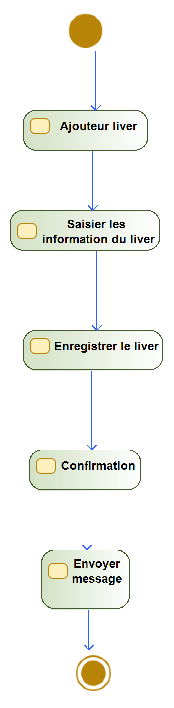 Ajouteur liver
Saisier les
information du liver
Enregistrer le liver
Confirmation
Envoyer
message